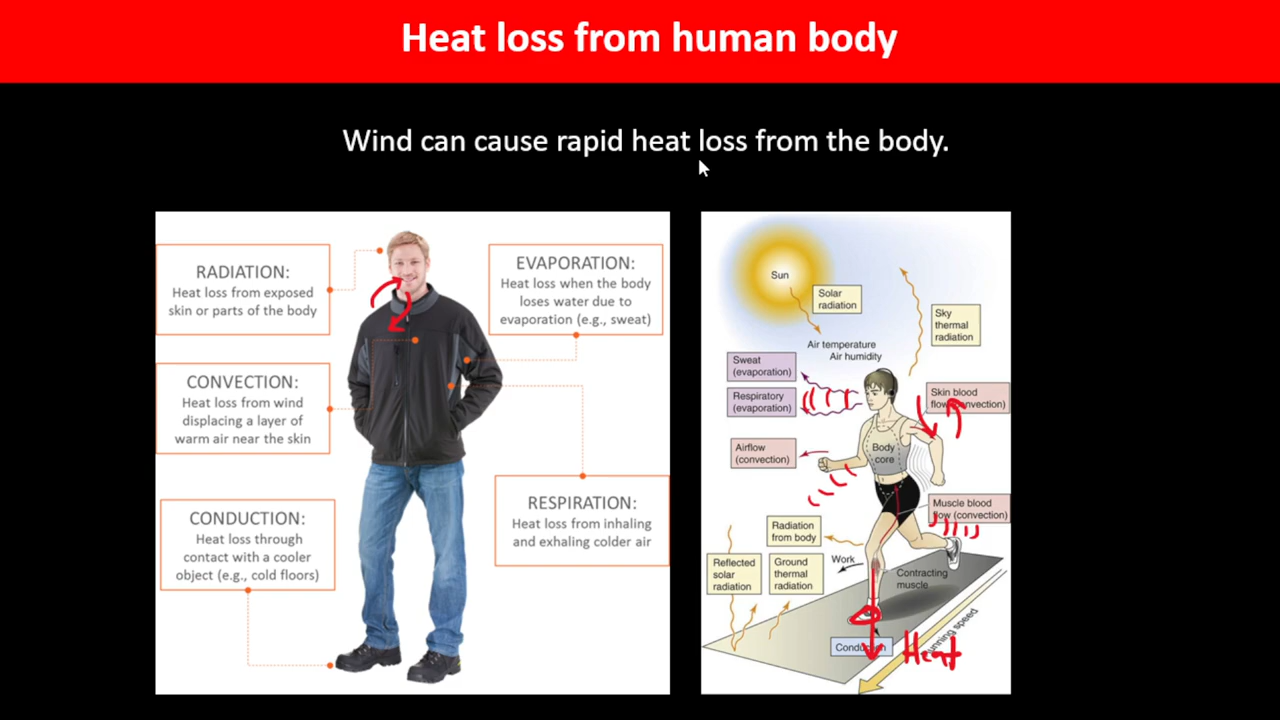 Heat loss from human body
Wind can cause rapid heat loss from the body.
RADIATION:
Heat loss from exposed
skin or parts of the body
CONVECTION:
Heat loss from wind
displacing a layer of
warm air near the skin
CONDUCTION:
Heat loss through
contact with a cooler
object (e.g., cold floors)
EVAPORATION:
Heat loss when the body
loses water due to
evaporation (e.g., sweat)
RESPIRATION:
Heat loss from inhaling
and exhaling colder air
Sun
Solar
radiation
Sky
thermal
radiation
Air temperature
Air humidity
Sweat
(evaporation)
Respiratory
(evaporation)
Skin blood
flow (convection)
Airflow
(convection)
Body
core
Muscle blood
flow (convection)
Radiation
from body
Work
Reflected
solar
radiation
Ground
thermal
radiation
Contracting
muscle
Conduction
Running speed
Heat